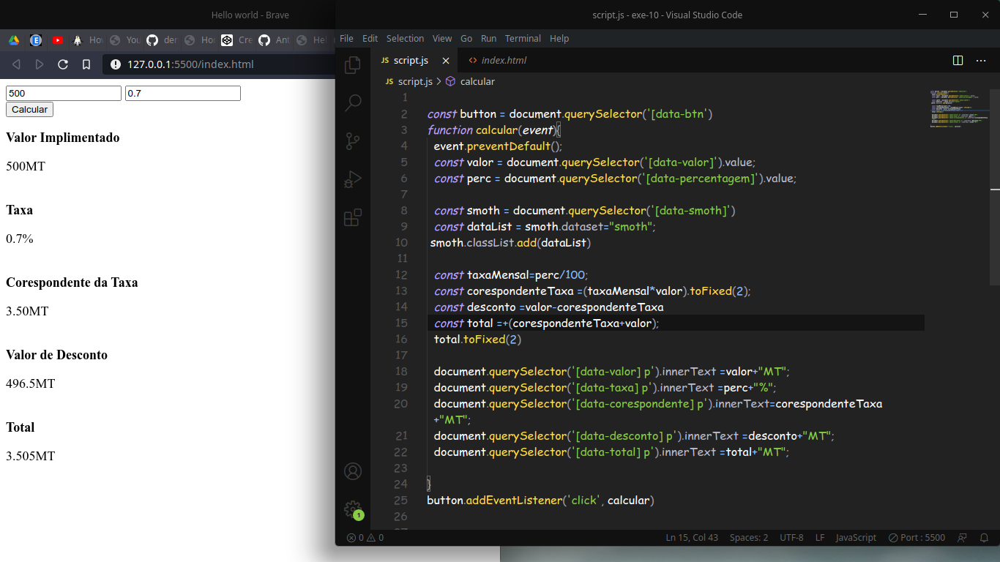 Hello world - Brave
script.js - exe-10 - Visual Studio Code
Hov
You
der
Hor
Cre
Ant
Hel
File Edit Selection View Go Run Terminal Help
JS script.js
index.html
127.0.0.1:5500/index.html
JS script.js > calcular
500
0.7
Calcular
Valor Implimentado
500MT
Taxa
0.7%
Corespondente da Taxa
3.50MT
Valor de Desconto
496.5MT
Total
3.505MT
1
2 const button = document.querySelector('[data-btn')
3 function calcular(event){
4 event.preventDefault();
5 const valor = document.querySelector('[data-valor]').value;
6 const perc = document.querySelector('[data-percentagem]').value;
7
8 const smoth = document.querySelector('[data-smoth]')
9 const dataList = smoth.dataset="smoth";
10 smoth.classList.add(dataList)
11
12 const taxaMensal=perc/100;
13 const corespondenteTaxa =(taxaMensal*valor).toFixed(2);
14 const desconto =valor-corespondenteTaxa
15 const total =+(corespondenteTaxa+valor);
16 total.toFixed(2)
17
18 document.querySelector('[data-valor] p').innerText =valor+"MT";
19 document.querySelector('[data-taxa] p').innerText =perc+"%";
20 document.querySelector('[data-corespondente] p').innerText=corespondenteTaxa
+"MT";
21 document.querySelector('[data-desconto] p').innerText =desconto+"MT";
22 document.querySelector('[data-total] p').innerText =total+"MT";
23
24 }
25 button.addEventListener('click', calcular)
26
1
0 0
Ln 15, Col 43 Spaces: 2 UTF-8 LF JavaScript Port : 5500